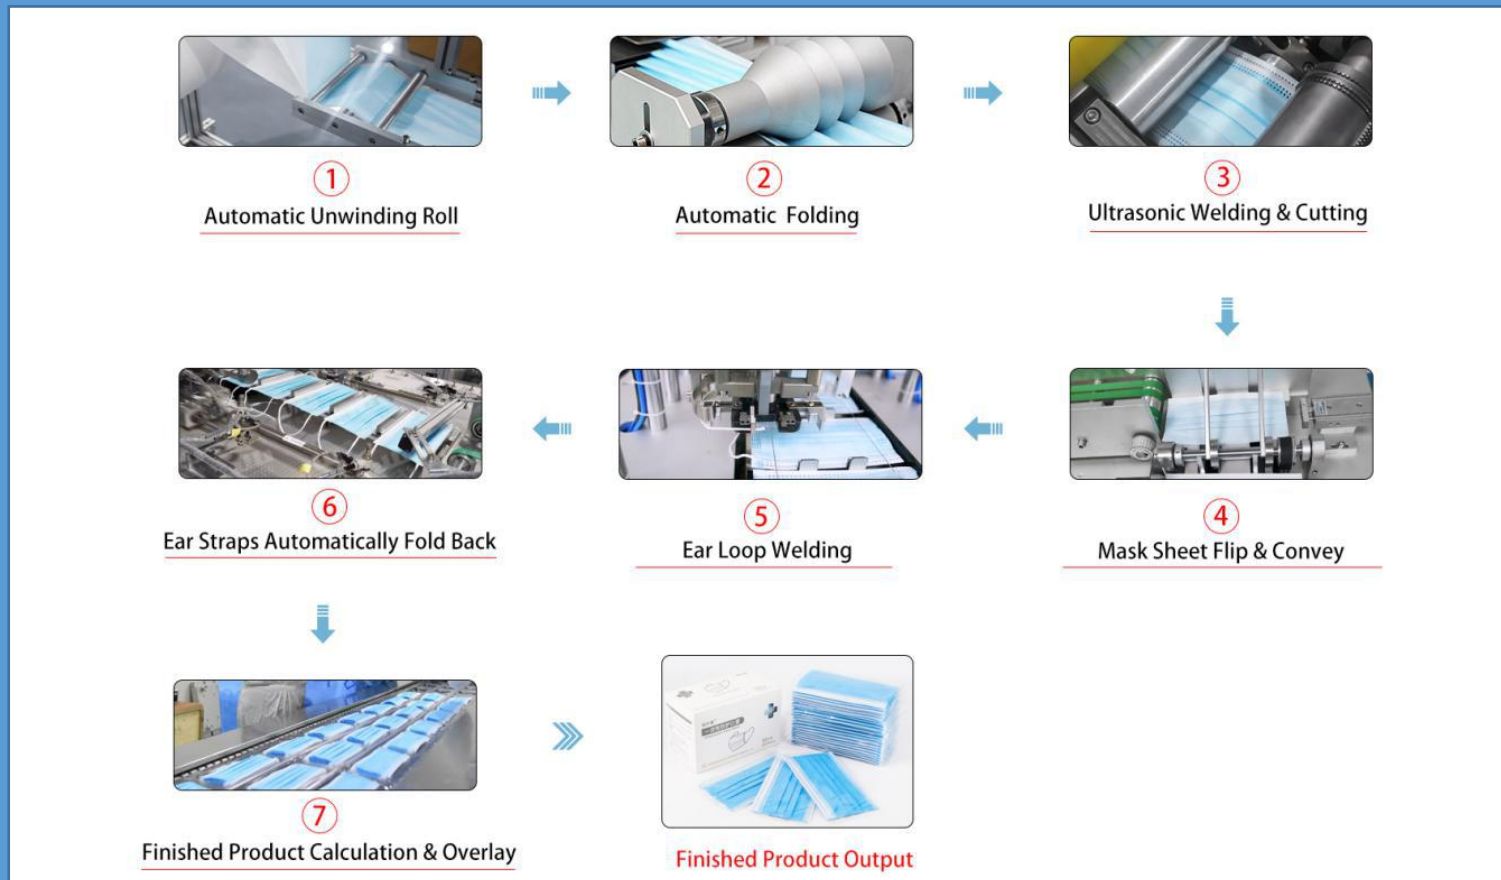 ①
Automatic Unwinding Roll
②
Automatic Folding
③
Ultrasonic Welding & Cutting
④
Mask Sheet Flip & Convey
⑤
Ear Loop Welding
⑥
Ear Straps Automatically Fold Back
⑦
Finished Product Calculation & Overlay
Finished Product Output